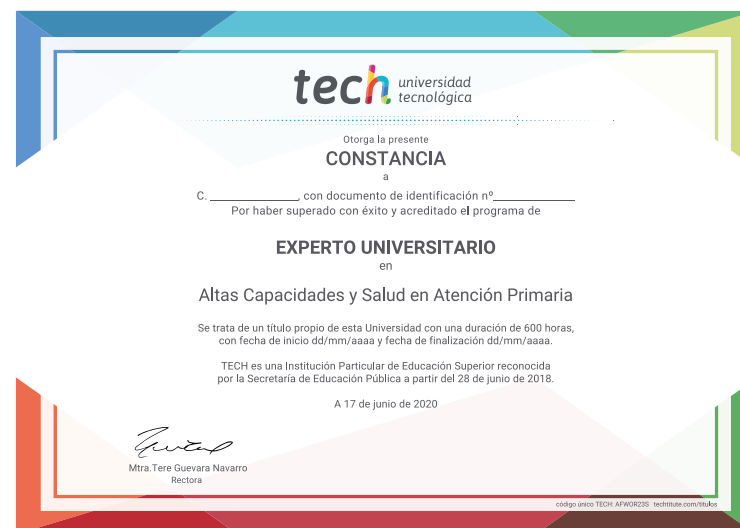 tech universidad
tecnológica
Otorga la presente
CONSTANCIA
a
C. ______________, con documento de identificación nº______________
Por haber superado con éxito y acreditado el programa de
EXPERTO UNIVERSITARIO
en
Altas Capacidades y Salud en Atención Primaria
Se trata de un título propio de esta Universidad con una duración de 600 horas,
con fecha de inicio dd/mm/aaaa y fecha de finalización dd/mm/aaaa.
TECH es una Institución Particular de Educación Superior reconocida
por la Secretaría de Educación Pública a partir del 28 de junio de 2018.
A 17 de junio de 2020
Mtra.Tere Guevara Navarro
Rectora
código único TECH: AFWOR23S techtitute.com/titulos